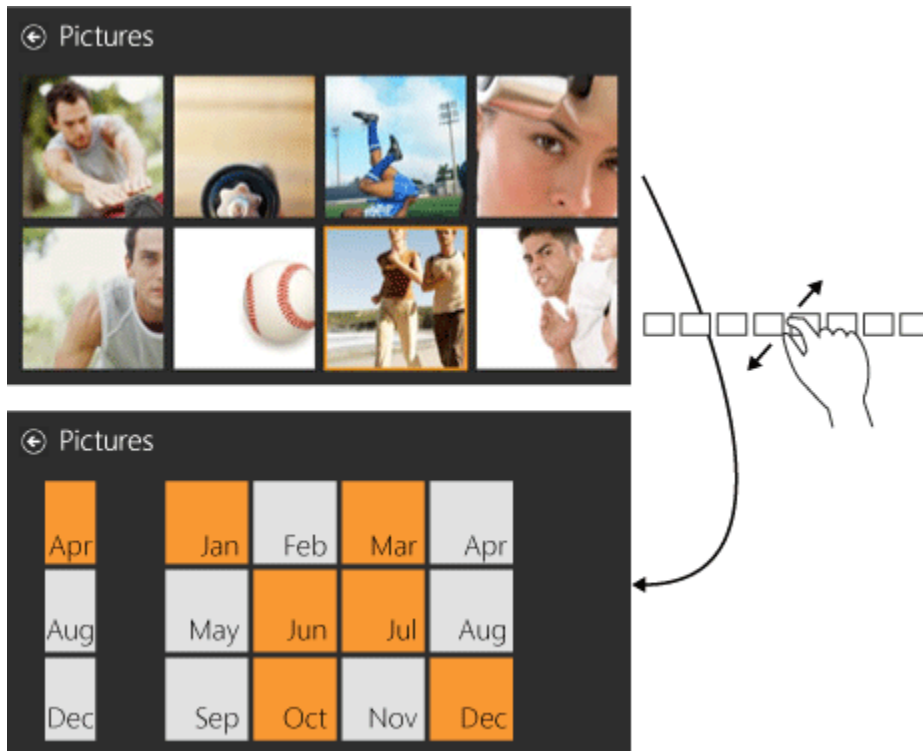 Pictures
Pictures
Apr Jan Feb Mar Apr
Aug May Jun Jul Aug
Dec Sep Oct Nov Dec